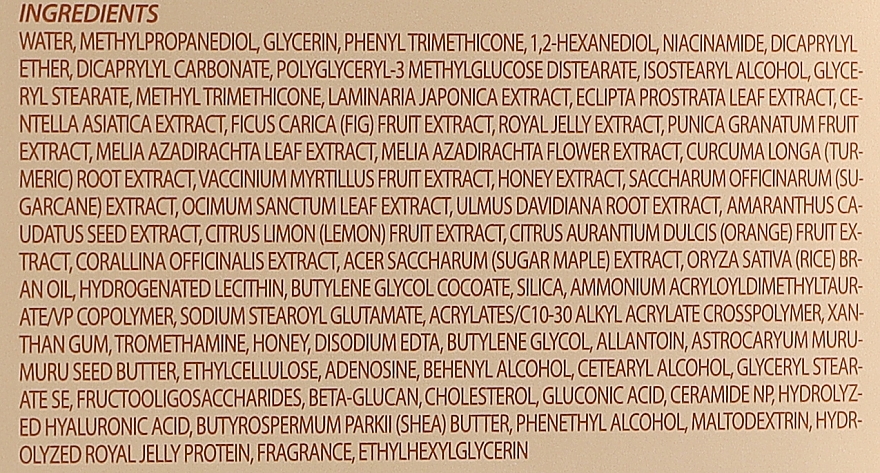 INGREDIENTS
WATER, METHYLPROPANEDIOL, GLYCERIN, PHENYL TRIMETHICONE, 1,2-HEXANEDIOL, NIACINAMIDE, DICAPRYLYL
ETHER, DICAPRYLYL CARBONATE, POLYGLYCERYL-3 METHYLGLUCOSE DISTEARATE, ISOSTEARYL ALCOHOL, GLYCE-
RYL STEARATE, METHYL TRIMETHICONE, LAMINARIA JAPONICA EXTRACT, ECLIPTA PROSTRATA LEAF EXTRACT, CE-
NTELLA ASIATICA EXTRACT, FICUS CARICA (FIG) FRUIT EXTRACT, ROYAL JELLY EXTRACT, PUNICA GRANATUM FRUIT
EXTRACT, MELIA AZADIRACHTA LEAF EXTRACT, MELIA AZADIRACHTA FLOWER EXTRACT, CURCUMA LONGA (TUR-
MERIC) ROOT EXTRACT, VACCINIUM MYRTILLUS FRUIT EXTRACT, HONEY EXTRACT, SACCHARUM OFFICINARUM (SU-
GARCANE) EXTRACT, OCIMUM SANCTUM LEAF EXTRACT, ULMUS DAVIDIANA ROOT EXTRACT, AMARANTHUS CA-
UDATUS SEED EXTRACT, CITRUS LIMON (LEMON) FRUIT EXTRACT, CITRUS AURANTIUM DULCIS (ORANGE) FRUIT EX-
TRACT, CORALLINA OFFICINALIS EXTRACT, ACER SACCHARUM (SUGAR MAPLE) EXTRACT, ORYZA SATIVA (RICE) BR-
AN OIL, HYDROGENATED LECITHIN, BUTYLENE GLYCOL COCOATE, SILICA, AMMONIUM ACRYLOYLDIMETHYLTAUR-
ATE/VP COPOLYMER, SODIUM STEAROYL GLUTAMATE, ACRYLATES/C10-30 ALKYL ACRYLATE CROSSPOLYMER, XAN-
THAN GUM, TROMETHAMINE, HONEY, DISODIUM EDTA, BUTYLENE GLYCOL, ALLANTOIN, ASTROCARYUM MURU-
MURU SEED BUTTER, ETHYLCELLULOSE, ADENOSINE, BEHENYL ALCOHOL, CETEARYL ALCOHOL, GLYCERYL STEAR-
ATE SE, FRUCTOOLIGOSACCHARIDES, BETA-GLUCAN, CHOLESTEROL, GLUCONIC ACID, CERAMIDE NP, HYDROLYZ-
ED HYALURONIC ACID, BUTYROSPERMUM PARKII (SHEA) BUTTER, PHENETHYL ALCOHOL, MALTODEXTRIN, HYDR-
OLYZED ROYAL JELLY PROTEIN, FRAGRANCE, ETHYLHEXYLGLYCERIN